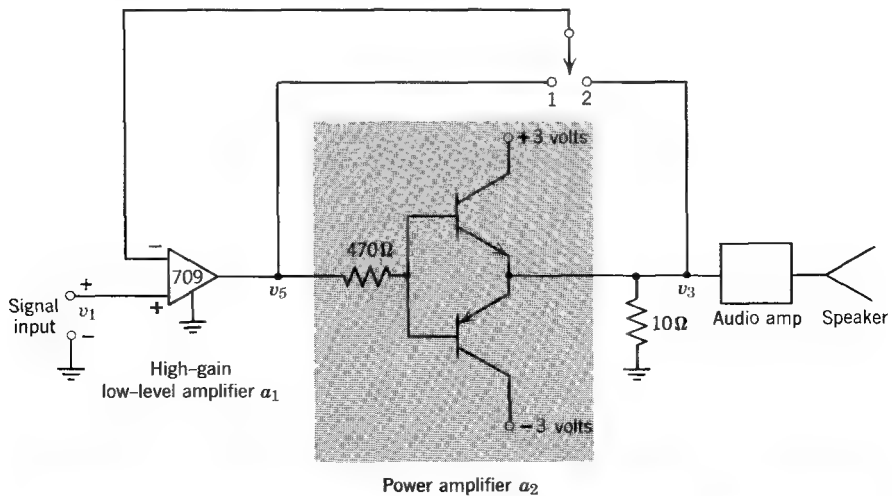 1 2
+3 volts
470Ω
−
709
+
v5
v3
Signal
input
+
v1
−
10Ω
Audio amp
Speaker
High–gain
low–level amplifier a1
−3 volts
Power amplifier a2